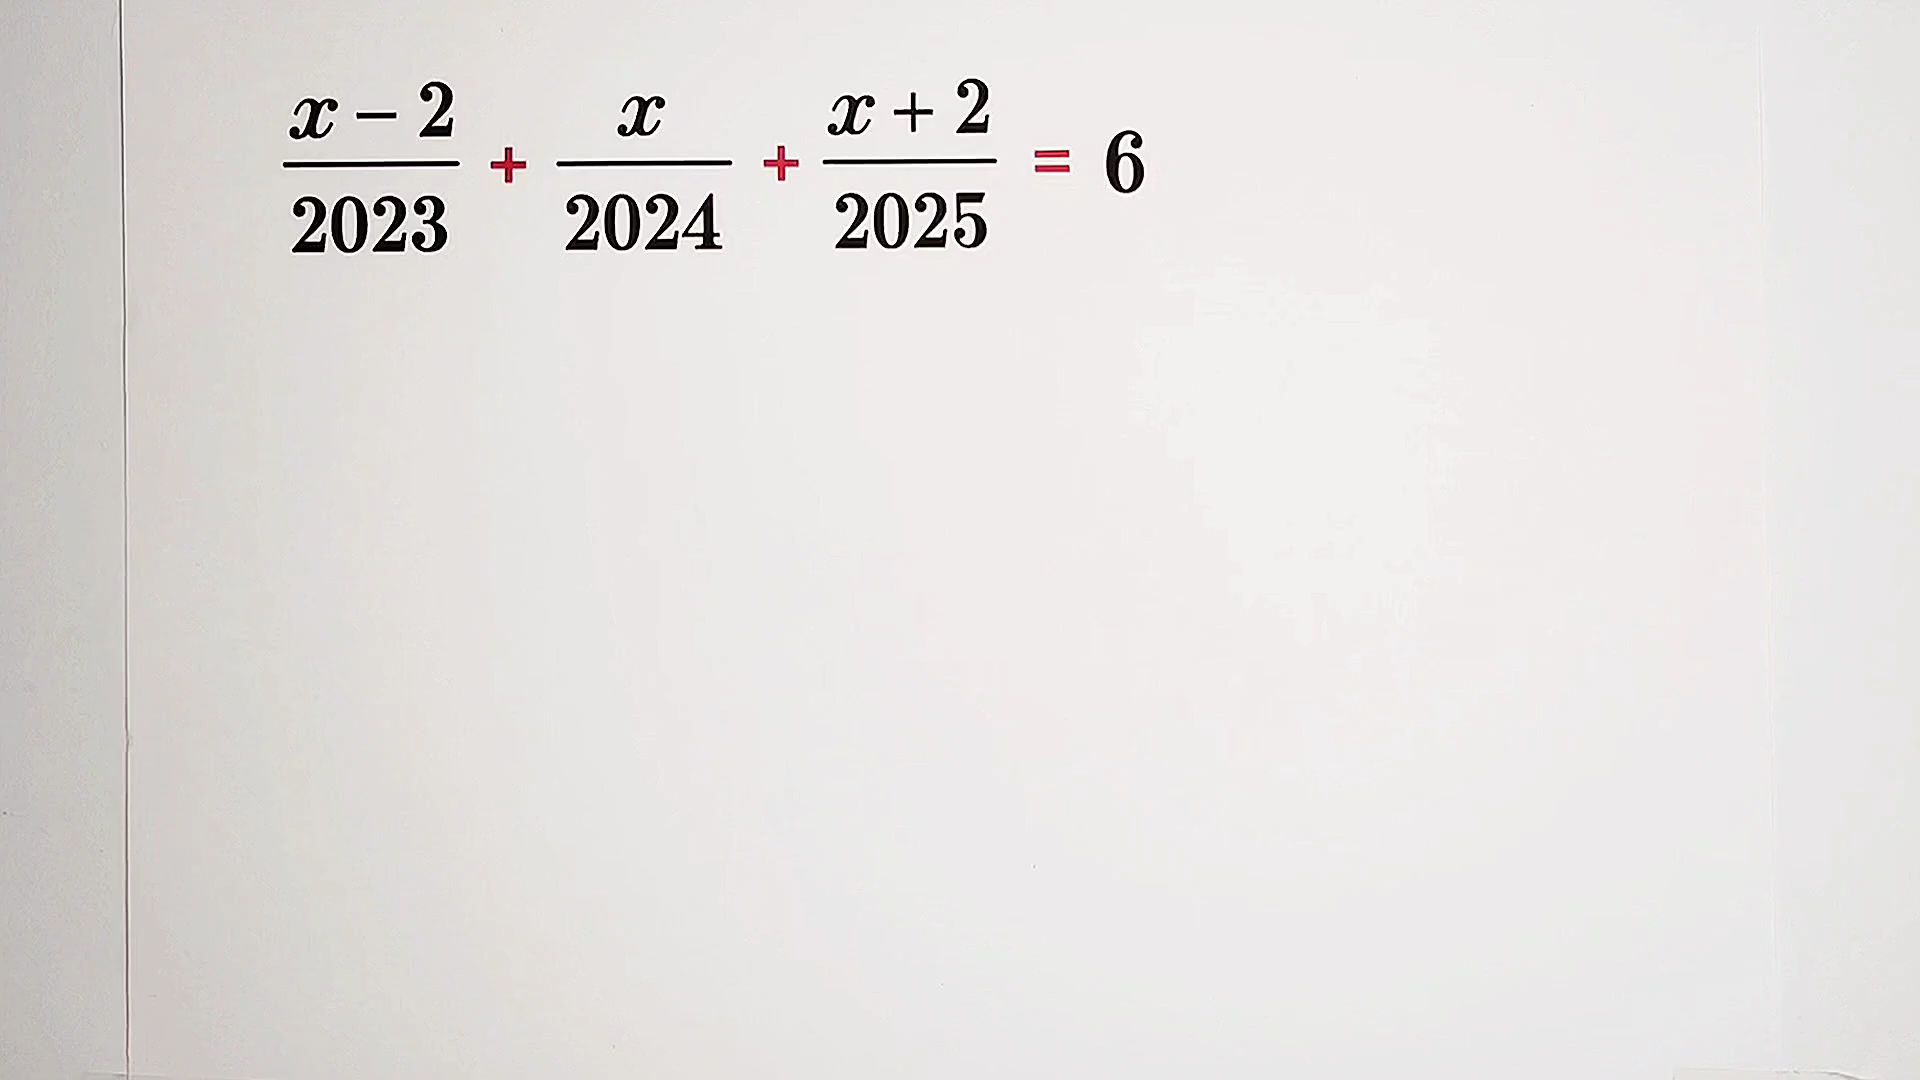 x − 2 x x + 2
――― + ――― + ――― = 6
2023 2024 2025